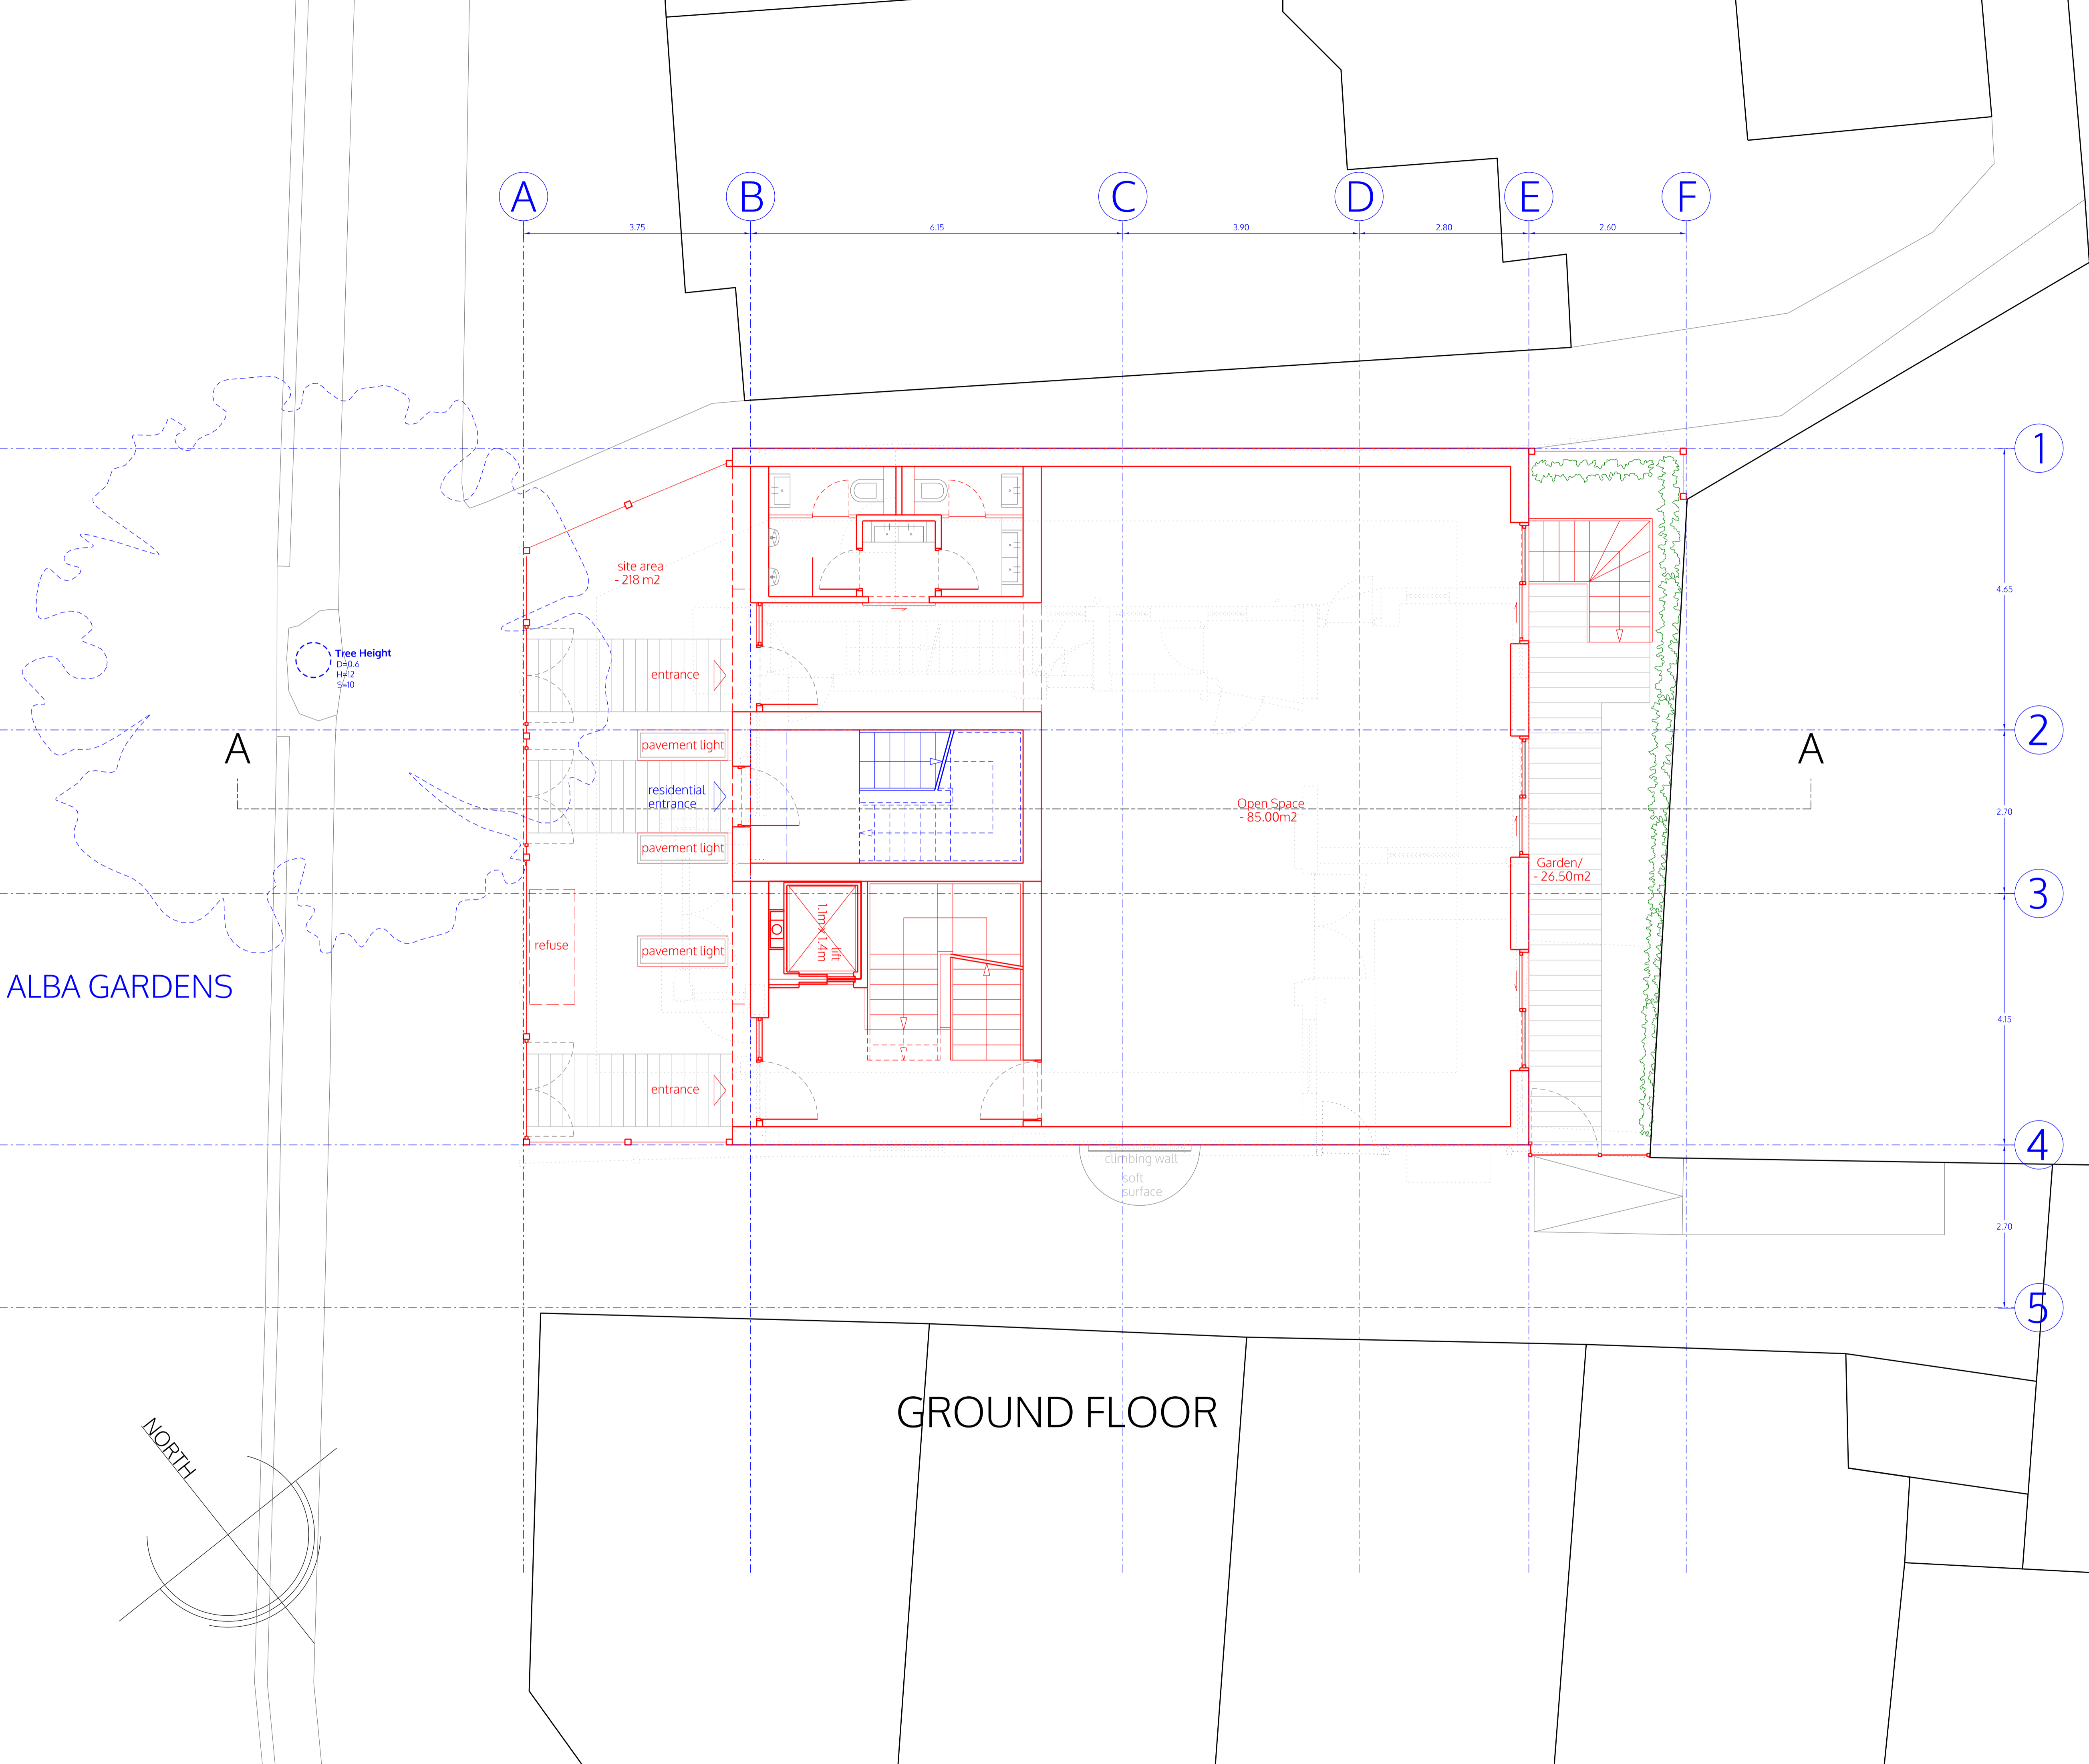 A
B
C
D
E
F
3.75
6.15
3.90
2.80
2.60
1
site area
- 218 m2
4.65
Tree Height
D=0.6
H=12
S=10
entrance
2
A
pavement light
A
residential
entrance
Open Space
- 85.00m2
2.70
pavement light
Garden/
- 26.50m2
3
lift
1.1m x 1.4m
refuse
pavement light
ALBA GARDENS
4.15
entrance
4
climbing wall
soft
surface
2.70
5
GROUND FLOOR
NORTH